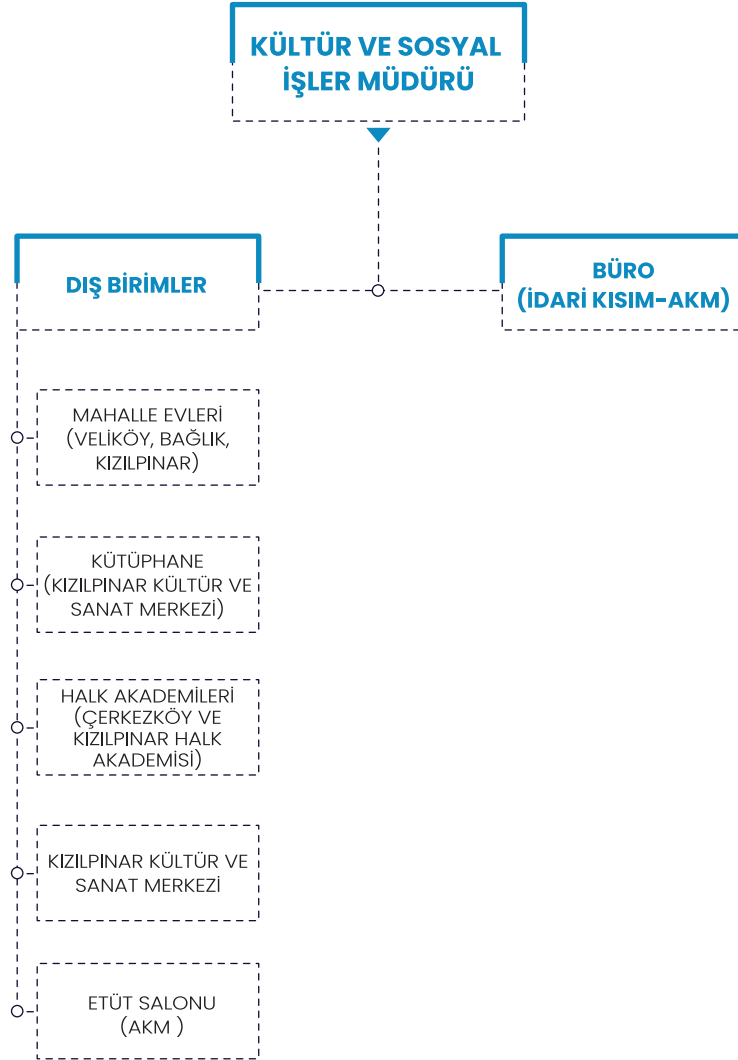 KÜLTÜR VE SOSYAL
İŞLER MÜDÜRÜ
DIŞ BİRİMLER
BÜRO
(İDARİ KISIM-AKM)
MAHALLE EVLERİ
(VELİKÖY, BAĞLIK,
KIZILPINAR)
KÜTÜPHANE
(KIZILPINAR KÜLTÜR VE
SANAT MERKEZİ)
HALK AKADEMİLERİ
(ÇERKEZKÖY VE
KIZILPINAR HALK
AKADEMİSİ)
KIZILPINAR KÜLTÜR VE
SANAT MERKEZİ
ETÜT SALONU
(AKM )